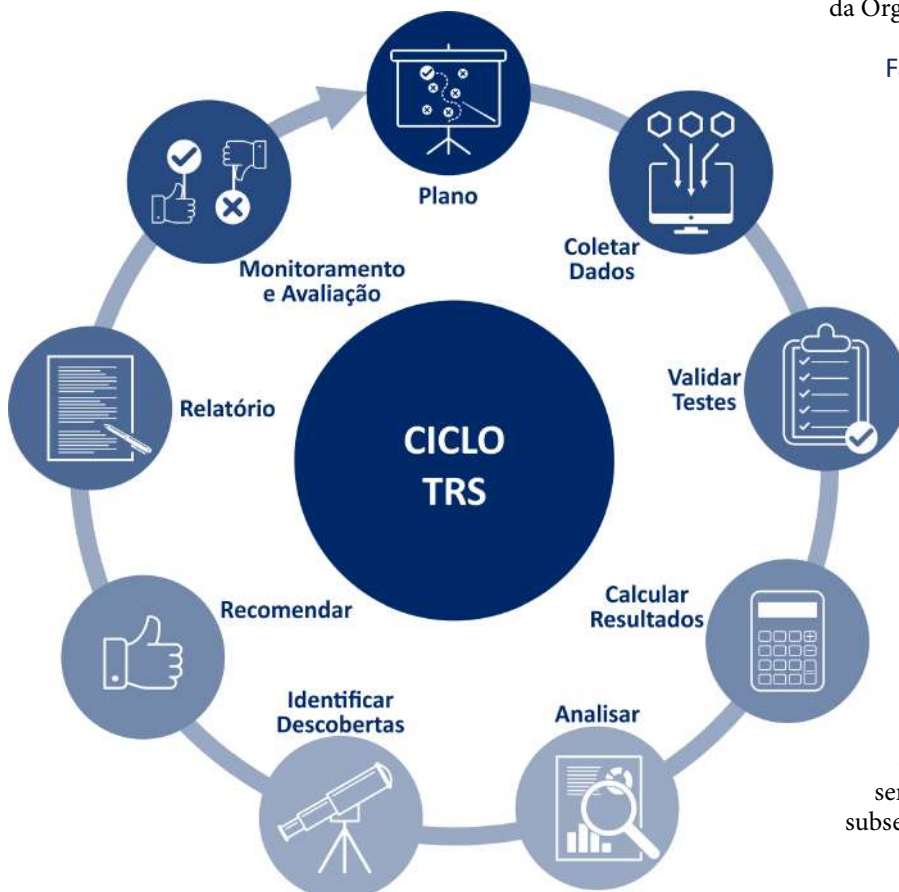 da Org
F
Plano
Coletar
Dados
Validar
Testes
Calcular
Resultados
Analisar
Identificar
Descobertas
Recomendar
Relatório
Monitoramento
e Avaliação
CICLO
TRS
ser
subse